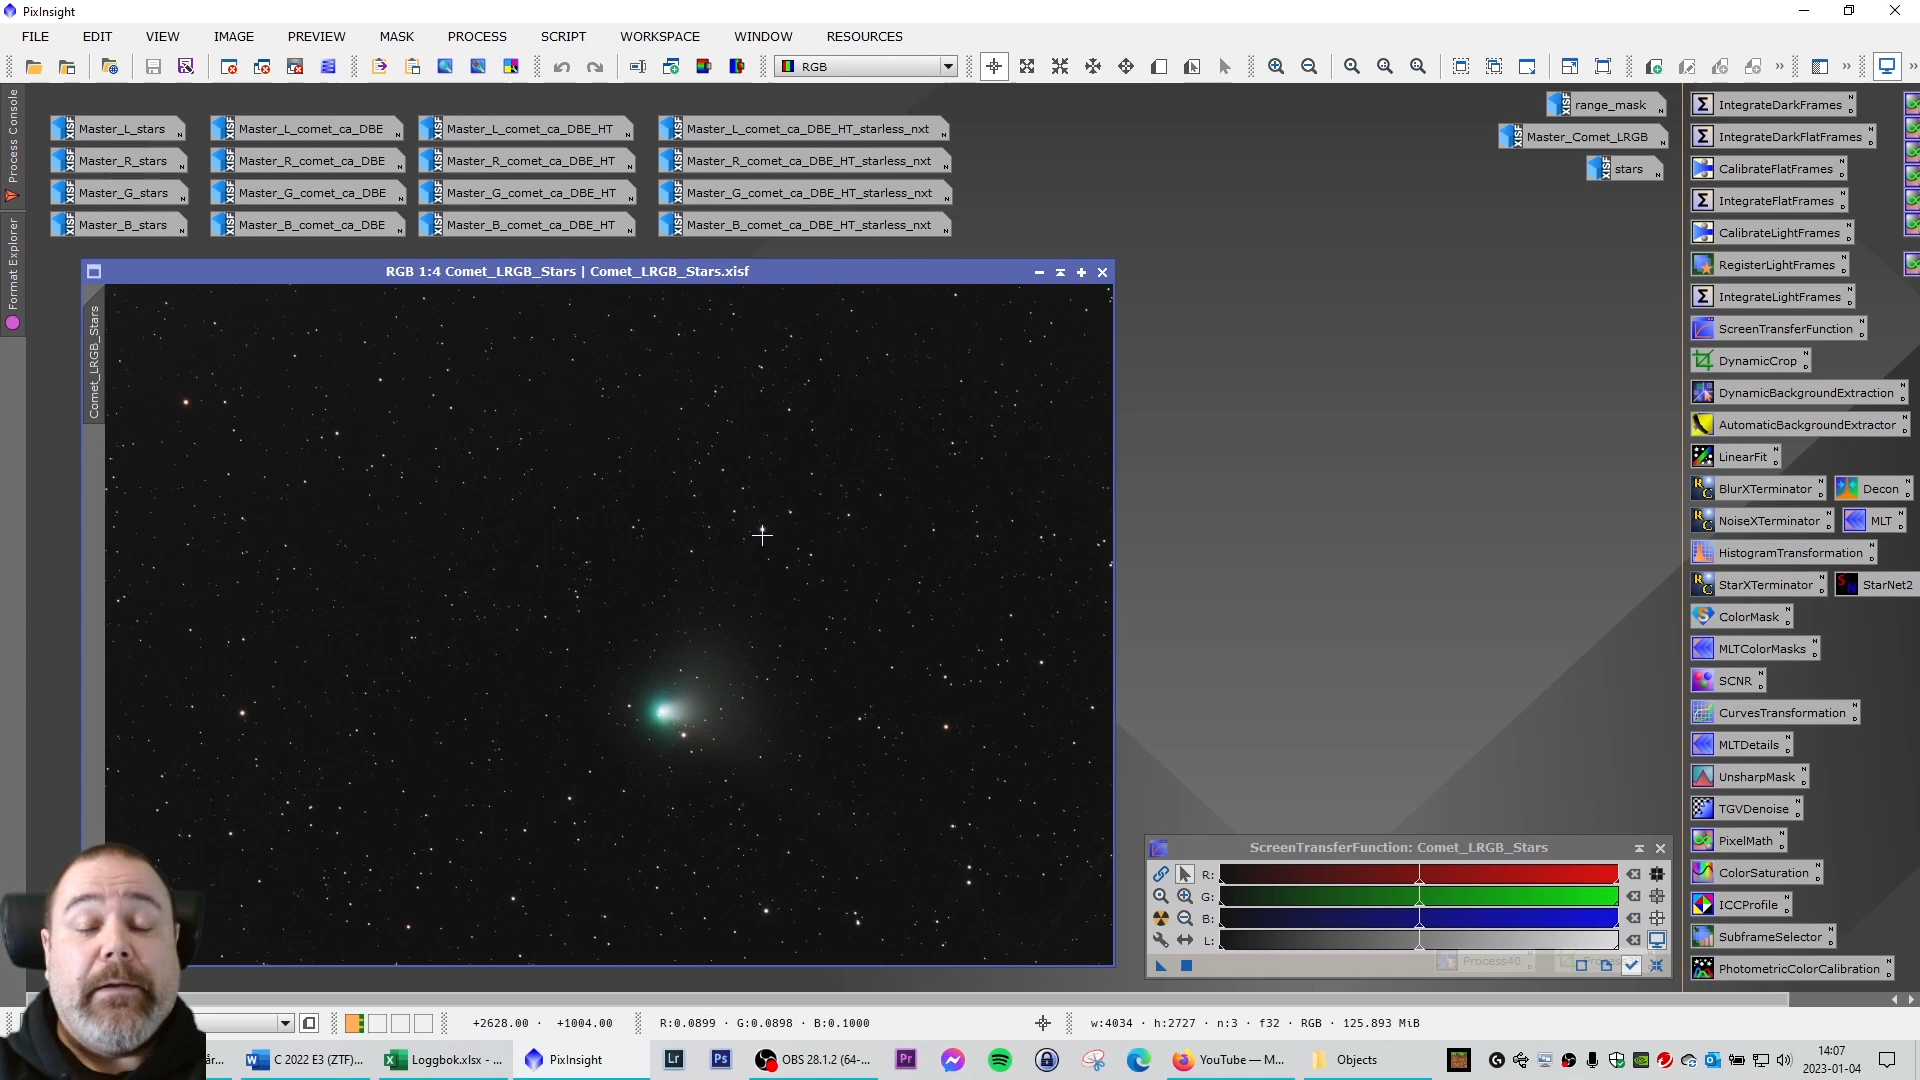 PixInsight
FILE EDIT VIEW IMAGE PREVIEW MASK PROCESS SCRIPT WORKSPACE WINDOW RESOURCES
RGB
Process Console
Format Explorer
Master_L_stars Master_L_comet_ca_DBE Master_L_comet_ca_DBE_HT Master_L_comet_ca_DBE_HT_starless_nxt
Master_R_stars Master_R_comet_ca_DBE Master_R_comet_ca_DBE_HT Master_R_comet_ca_DBE_HT_starless_nxt
Master_G_stars Master_G_comet_ca_DBE Master_G_comet_ca_DBE_HT Master_G_comet_ca_DBE_HT_starless_nxt
Master_B_stars Master_B_comet_ca_DBE Master_B_comet_ca_DBE_HT Master_B_comet_ca_DBE_HT_starless_nxt
range_mask
Master_Comet_LRGB
stars
RGB 1:4 Comet_LRGB_Stars | Comet_LRGB_Stars.xisf
Comet_LRGB_Stars
IntegrateDarkFrames
IntegrateDarkFlatFrames
CalibrateFlatFrames
IntegrateFlatFrames
CalibrateLightFrames
RegisterLightFrames
IntegrateLightFrames
ScreenTransferFunction
DynamicCrop
DynamicBackgroundExtraction
AutomaticBackgroundExtractor
LinearFit
BlurXTerminator Decon
NoiseXTerminator MLT
HistogramTransformation
StarXTerminator StarNet2
ColorMask
MLTColorMasks
SCNR
CurvesTransformation
MLTDetails
UnsharpMask
TGVDenoise
PixelMath
ColorSaturation
ICCProfile
SubframeSelector
PhotometricColorCalibration
ScreenTransferFunction: Comet_LRGB_Stars
R:
G:
B:
L:
Process40
+2628.00 · +1004.00 R:0.0899 · G:0.0898 · B:0.1000 w:4034 · h:2727 · n:3 · f32 · RGB · 125.893 MiB
C 2022 E3 (ZTF)... Loggbok.xlsx - ... PixInsight OBS 28.1.2 (64-... YouTube — M... Objects
14:07
2023-01-04